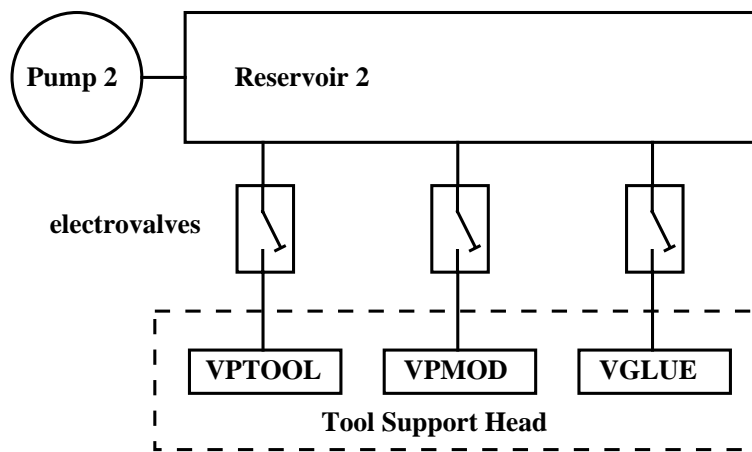 Pump 2
Reservoir 2
electrovalves
VPTOOL
VPMOD
VGLUE
Tool Support Head